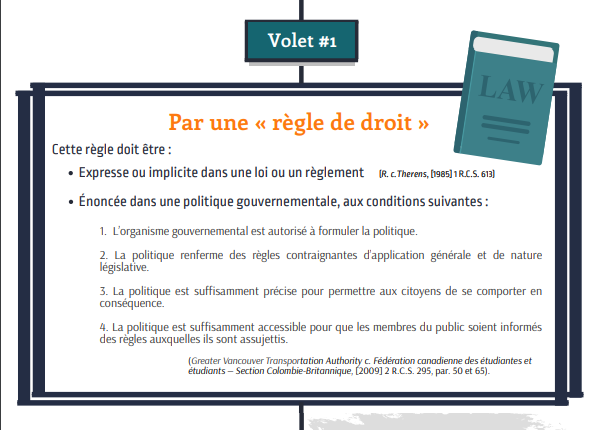 Volet #1
LAW
Par une « règle de droit »
Cette règle doit être :
• Expresse ou implicite dans une loi ou un règlement (R. c. Therens, [1985] 1 R.C.S. 613)
• Énoncée dans une politique gouvernementale, aux conditions suivantes :
1. L'organisme gouvernemental est autorisé à formuler la politique.
2. La politique renferme des règles contraignantes d'application générale et de nature
législative.
3. La politique est suffisamment précise pour permettre aux citoyens de se comporter en
conséquence.
4. La politique est suffisamment accessible pour que les membres du public soient informés
des règles auxquelles ils sont assujettis.
(Greater Vancouver Transportation Authority c. Fédération canadienne des étudiantes et
étudiants – Section Colombie-Britannique, [2009] 2 R.C.S. 295, par. 50 et 65).